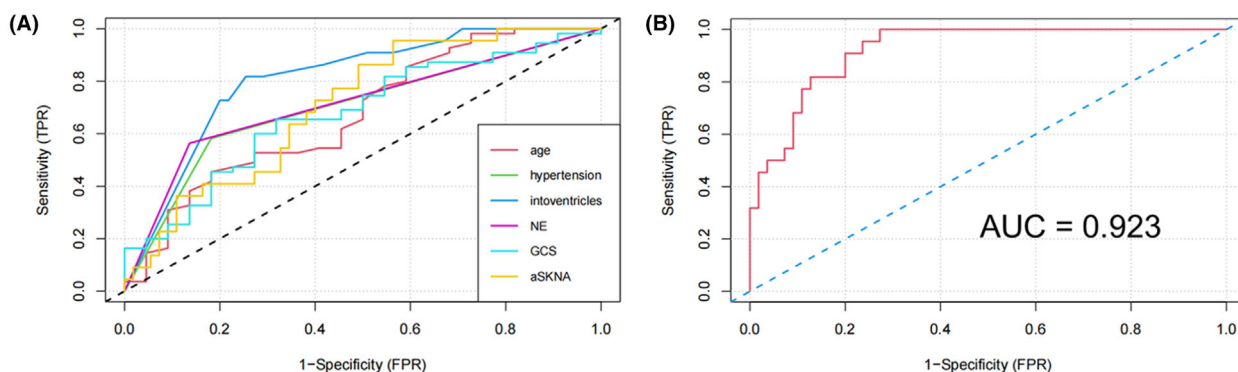 (A)
1.0
0.8
0.6
0.4
0.2
0.0
Sensitivity (TPR)
age
hypertension
intoventricles
NE
GCS
aSKNA
0.0 0.2 0.4 0.6 0.8 1.0
1−Specificity (FPR)
(B)
1.0
0.8
0.6
0.4
0.2
0.0
Sensitivity (TPR)
AUC = 0.923
0.0 0.2 0.4 0.6 0.8 1.0
1−Specificity (FPR)